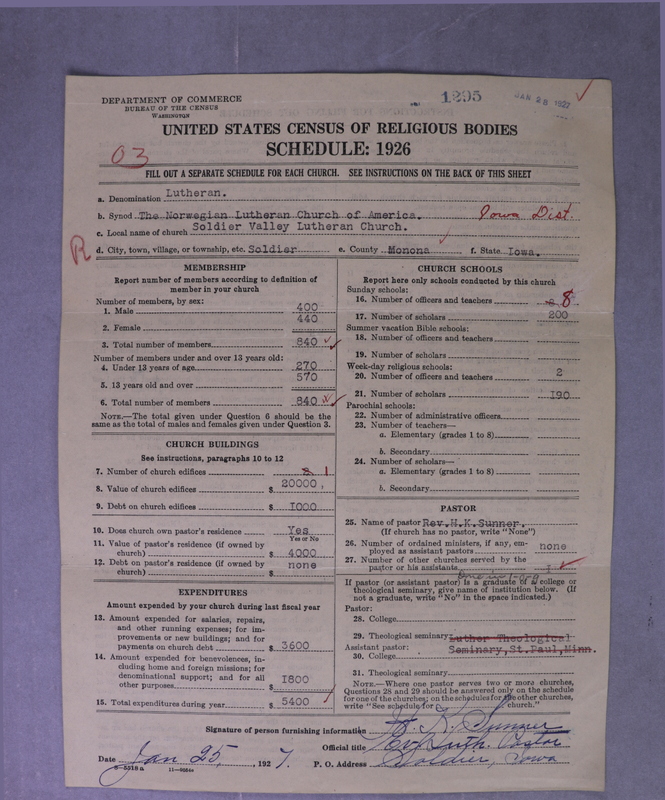 DEPARTMENT OF COMMERCE
BUREAU OF THE CENSUS
WASHINGTON
1295
JAN 28 1927
UNITED STATES CENSUS OF RELIGIOUS BODIES
SCHEDULE: 1926
03
FILL OUT A SEPARATE SCHEDULE FOR EACH CHURCH. SEE INSTRUCTIONS ON THE BACK OF THIS SHEET
a. Denomination Lutheran.
b. Synod The Norwegian Lutheran Church of America. Iowa Dist.
c. Local name of church Soldier Valley Lutheran Church.
R
d. City, town, village, or township, etc. Soldier e. County Monona f. State Iowa.
MEMBERSHIP
Report number of members according to definition of
member in your church
Number of members, by sex:
1. Male 400
2. Female 440
3. Total number of members 840
Number of members under and over 13 years old:
4. Under 13 years of age 270
5. 13 years old and over 570
6. Total number of members 840
NOTE.—The total given under Question 6 should be the
same as the total of males and females given under Question 3.
CHURCH BUILDINGS
See instructions, paragraphs 10 to 12
7. Number of church edifices 1
8. Value of church edifices $ 20000,
9. Debt on church edifices $ 1000
10. Does church own pastor's residence Yes
Yes or No
11. Value of pastor's residence (if owned by
church) $ 4000
12. Debt on pastor's residence (if owned by
church) $ none
EXPENDITURES
Amount expended by your church during last fiscal year
13. Amount expended for salaries, repairs,
and other running expenses; for im-
provements or new buildings; and for
payments on church debt $ 3600
14. Amount expended for benevolences, in-
cluding home and foreign missions; for
denominational support; and for all
other purposes $ 1800
15. Total expenditures during year $ 5400
CHURCH SCHOOLS
Report here only schools conducted by this church
Sunday schools:
16. Number of officers and teachers 8
17. Number of scholars 200
Summer vacation Bible schools:
18. Number of officers and teachers
19. Number of scholars
Week-day religious schools:
20. Number of officers and teachers 2
21. Number of scholars 190
Parochial schools:
22. Number of administrative officers
23. Number of teachers—
a. Elementary (grades 1 to 8)
b. Secondary
24. Number of scholars—
a. Elementary (grades 1 to 8)
b. Secondary
PASTOR
25. Name of pastor Rev.H.K.Sunner.
(If church has no pastor, write "None")
26. Number of ordained ministers, if any, em-
ployed as assistant pastors none
27. Number of other churches served by the
pastor or his assistants 1
If pastor (or assistant pastor) is a graduate of a college or
theological seminary, give name of institution below. (If
not a graduate, write "No" in the space indicated.)
Pastor:
28. College
29. Theological seminary Luther Theological
Assistant pastor: Seminary,St.Paul,Minn.
30. College
31. Theological seminary
NOTE.—Where one pastor serves two or more churches,
Questions 28 and 29 should be answered only on the schedule
for one of the churches; on the schedules for the other churches,
write "See schedule for church."
Signature of person furnishing information H. K. Sunner
Official title Ev. Luth. Pastor
Date Jan 25, , 1927. P. O. Address Soldier, Iowa
8-5518a 11-8064